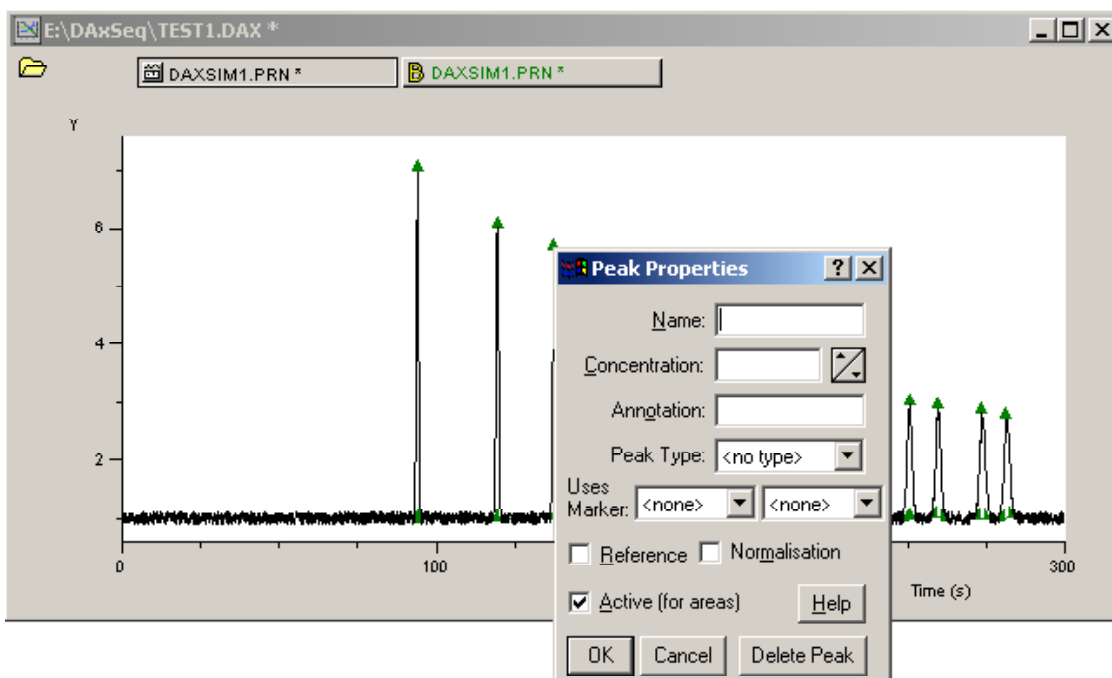 E:\DAxSeq\TEST1.DAX *
DAXSIM1.PRN *
B DAXSIM1.PRN *
Y
6
4
2
0
100
300
Time (s)
Peak Properties
?
Name:
Concentration:
Annotation:
Peak Type: <no type>
Uses
Marker: <none> <none>
Reference Normalisation
Active (for areas) Help
OK Cancel Delete Peak